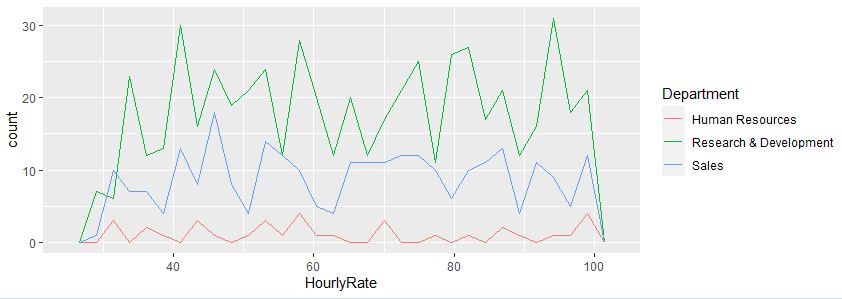 30
20
10
0
count
40
60
80
100
HourlyRate
Department
Human Resources
Research & Development
Sales